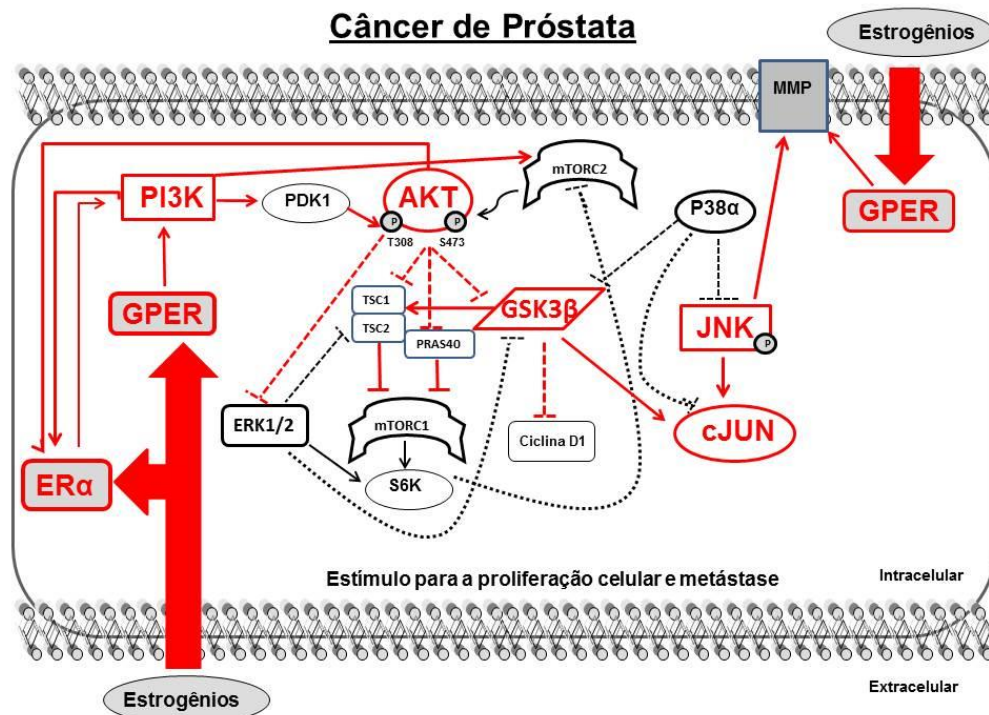 Câncer de Próstata
Estrogênios
MMP
mTORC2
PI3K
PDK1
AKT
P
P
T308
S473
P38α
GPER
GPER
TSC1
TSC2
PRAS40
GSK3β
JNK
P
ERK1/2
mTORC1
S6K
Ciclina D1
cJUN
ERα
Estímulo para a proliferação celular e metástase
Intracelular
Extracelular
Estrogênios